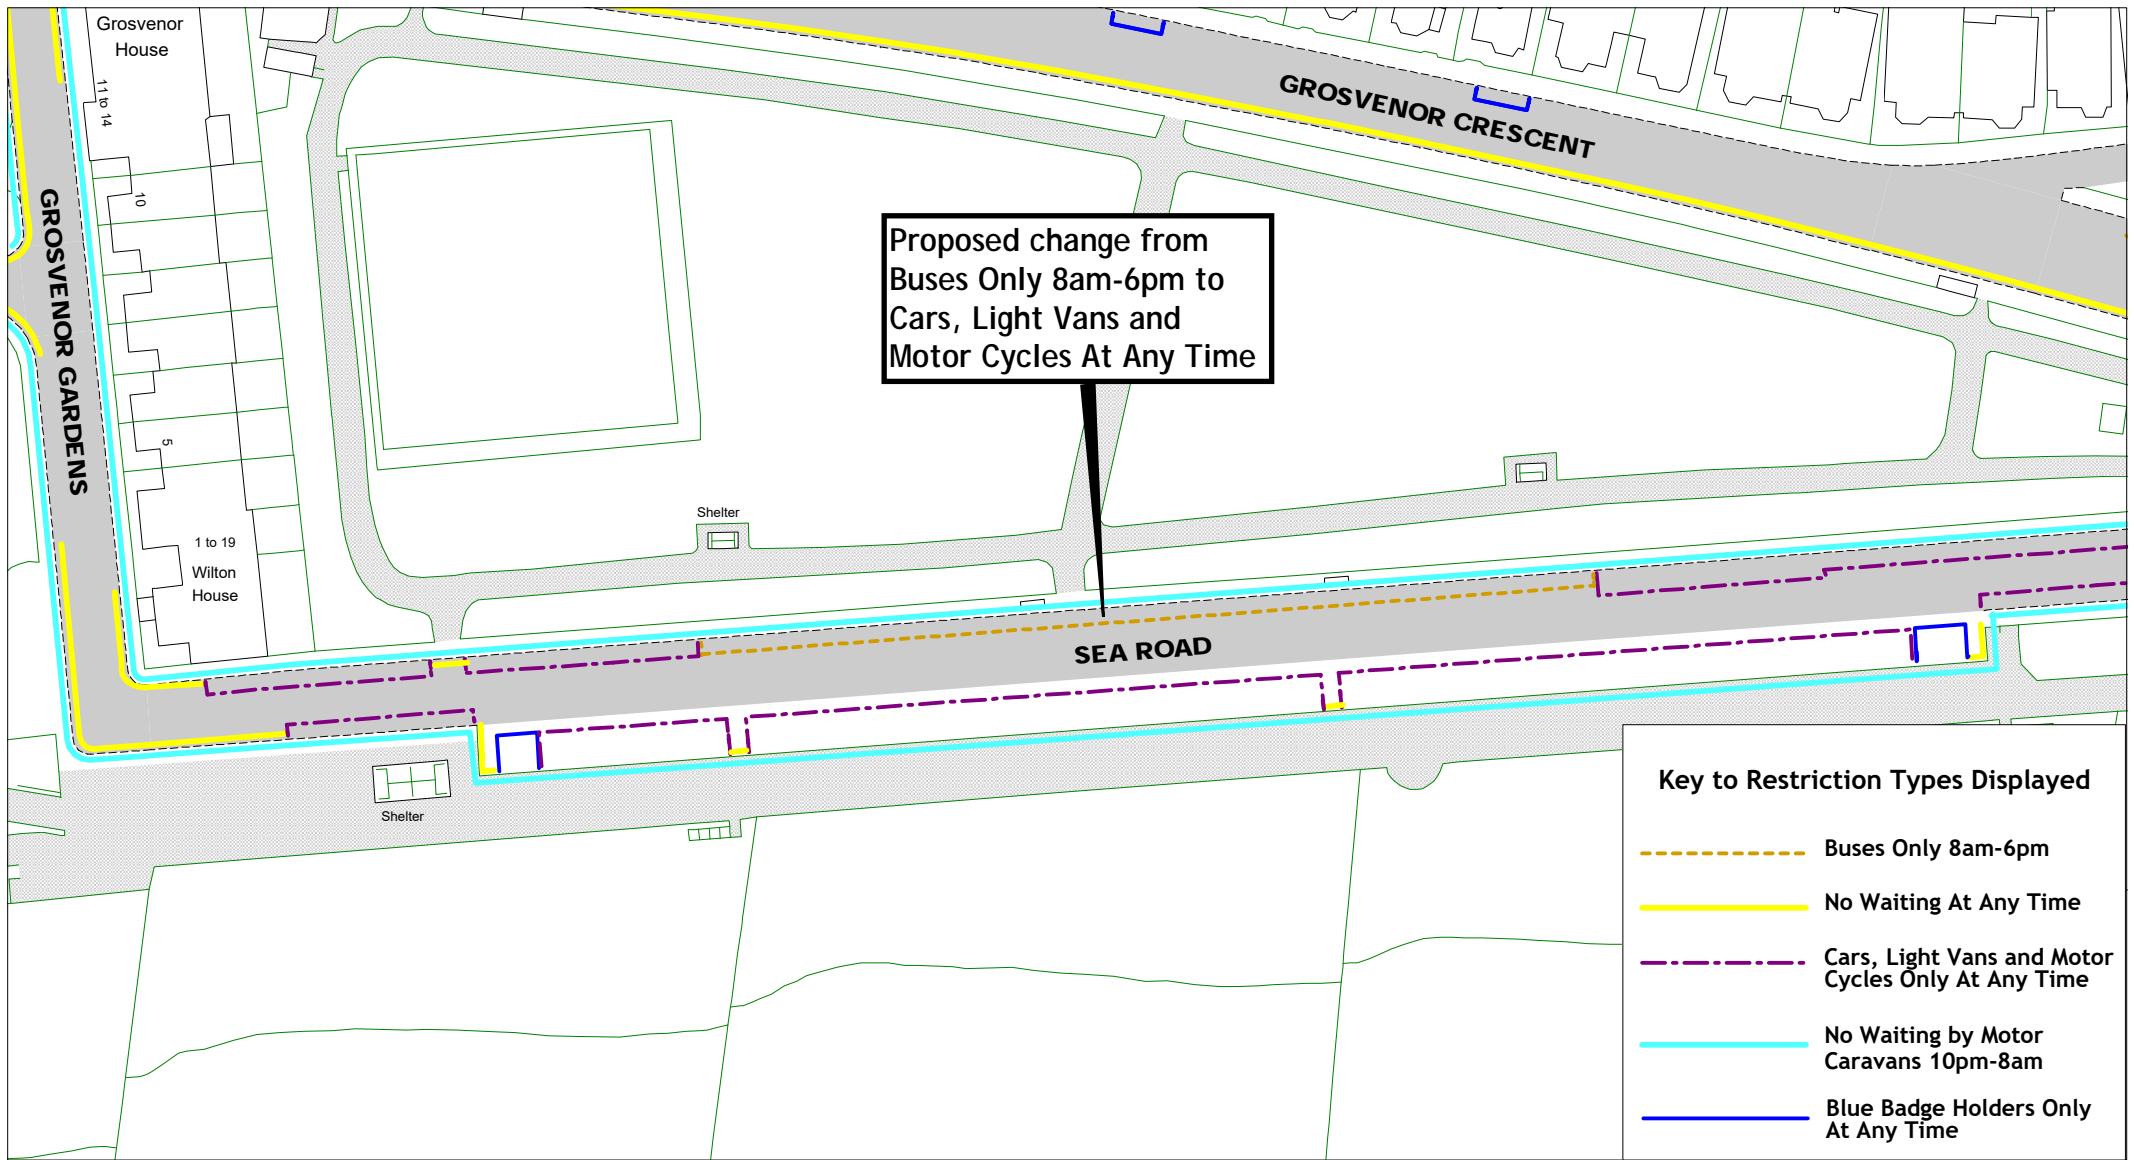 Grosvenor
House
11 to 14
10
GROSVENOR GARDENS
5
1 to 19
Wilton
House
GROSVENOR CRESCENT
Proposed change from
Buses Only 8am-6pm to
Cars, Light Vans and
Motor Cycles At Any Time
Shelter
SEA ROAD
Shelter
Key to Restriction Types Displayed
Buses Only 8am-6pm
No Waiting At Any Time
Cars, Light Vans and Motor
Cycles Only At Any Time
No Waiting by Motor
Caravans 10pm-8am
Blue Badge Holders Only
At Any Time